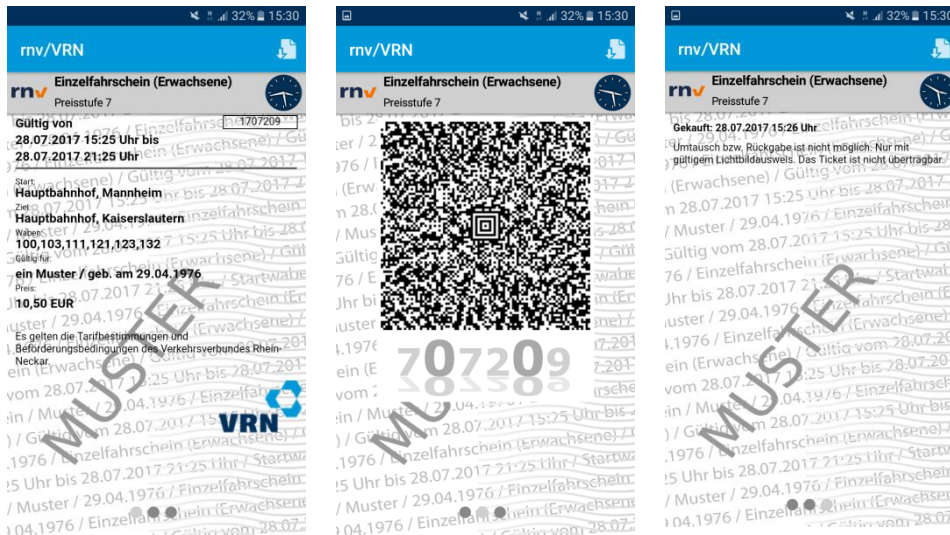 32% 15:30
rnv/VRN
rnv
Einzelfahrschein (Erwachsene)
Preisstufe 7
Gültig von
1707209
28.07.2017 15:25 Uhr bis
28.07.2017 21:25 Uhr
Start:
Hauptbahnhof, Mannheim
Ziel:
Hauptbahnhof, Kaiserslautern
Waben:
100,103,111,121,123,132
Gültig für:
ein Muster / geb. am 29.04.1976
Preis:
10,50 EUR
Es gelten die Tarifbestimmungen und
Beförderungsbedingungen des Verkehrsverbundes Rhein-
Neckar.
MUSTER
VRN
32% 15:30
rnv/VRN
rnv
Einzelfahrschein (Erwachsene)
Preisstufe 7
707209
MUSTER
32% 15:30
rnv/VRN
rnv
Einzelfahrschein (Erwachsene)
Preisstufe 7
Gekauft: 28.07.2017 15:26 Uhr
Umtausch bzw. Rückgabe ist nicht möglich. Nur mit
gültigem Lichtbildausweis. Das Ticket ist nicht übertragbar.
MUSTER